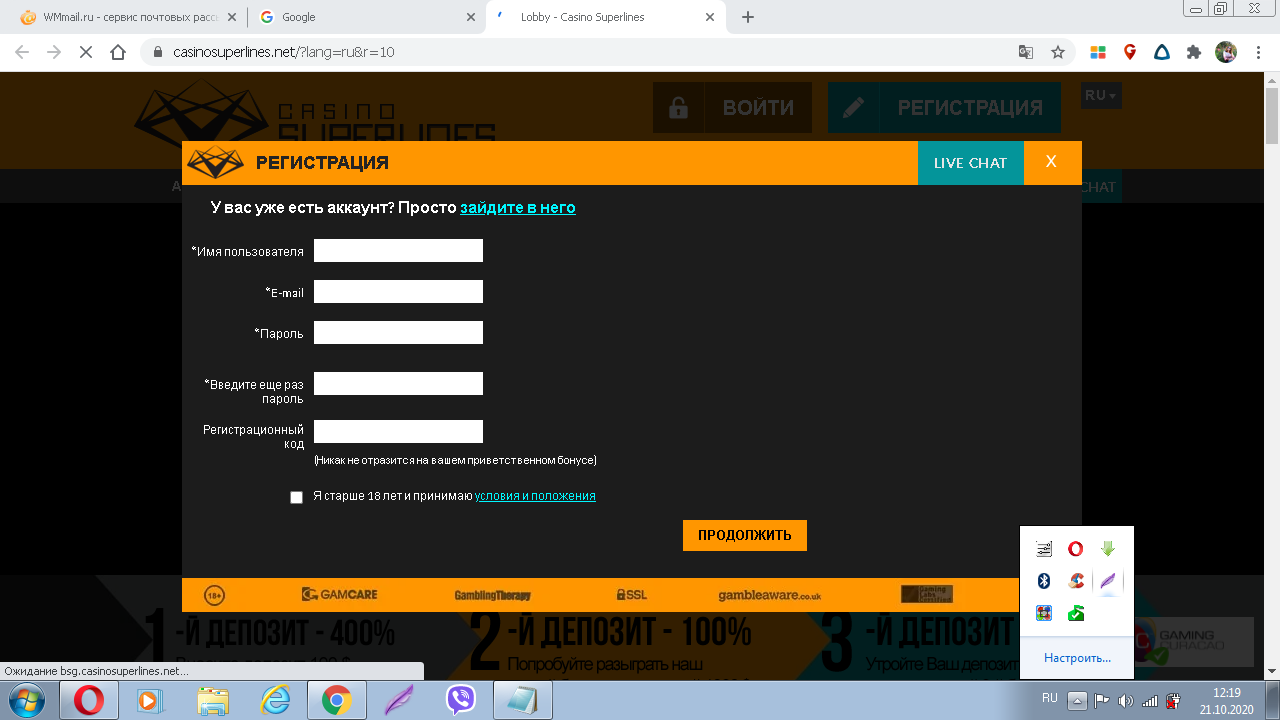 WMmail.ru - сервис почтовых расс
Google
Lobby - Casino Superlines
casinosuperlines.net/?lang=ru&r=10
CASINO
SUPERLINES
ВОЙТИ
РЕГИСТРАЦИЯ
RU
РЕГИСТРАЦИЯ
LIVE CHAT
X
А
CHAT
У вас уже есть аккаунт? Просто зайдите в него
*Имя пользователя
*E-mail
*Пароль
*Введите еще раз
пароль
Регистрационный
код
(Никак не отразится на вашем приветственном бонусе)
Я старше 18 лет и принимаю условия и положения
ПРОДОЛЖИТЬ
18+
GAMCARE
GamblingTherapy
SSL
gambleaware.co.uk
Gaming
Labs
Certified
1 -Й ДЕПОЗИТ - 400%
2 -Й ДЕПОЗИТ - 100%
Попробуйте разыграть наш
3 -Й ДЕПОЗИТ
Утройте Ваш депозит
GAMING
CURACAO
Настроить...
Ожидание bsg.casinosuperlines.net...
RU
12:19
21.10.2020